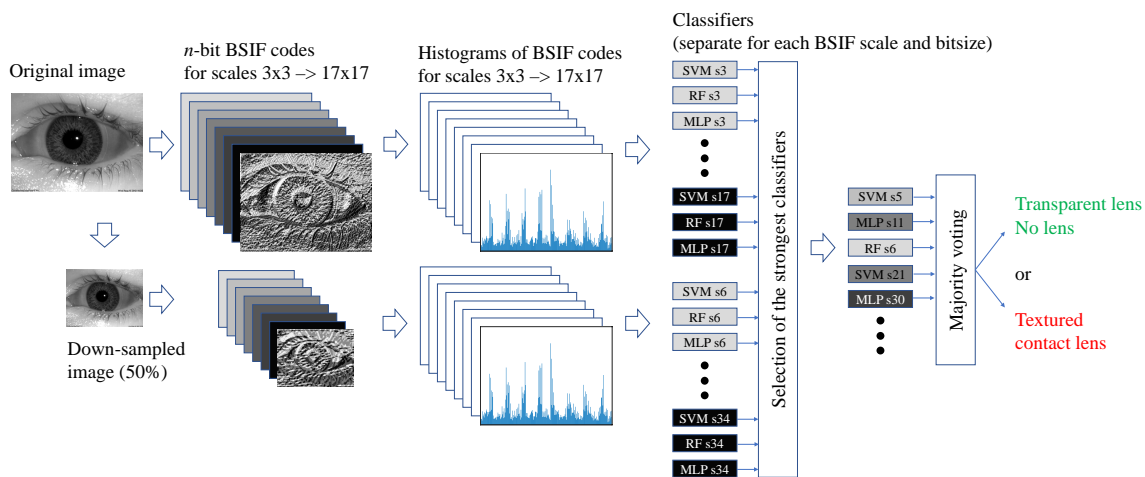 Original image
n-bit BSIF codes
for scales 3x3 –> 17x17
Histograms of BSIF codes
for scales 3x3 –> 17x17
Classifiers
(separate for each BSIF scale and bitsize)
SVM s3
RF s3
MLP s3
SVM s17
RF s17
MLP s17
Down-sampled
image (50%)
SVM s6
RF s6
MLP s6
SVM s34
RF s34
MLP s34
Selection of the strongest classifiers
SVM s5
MLP s11
RF s6
SVM s21
MLP s30
Majority voting
Transparent lens
No lens
or
Textured
contact lens